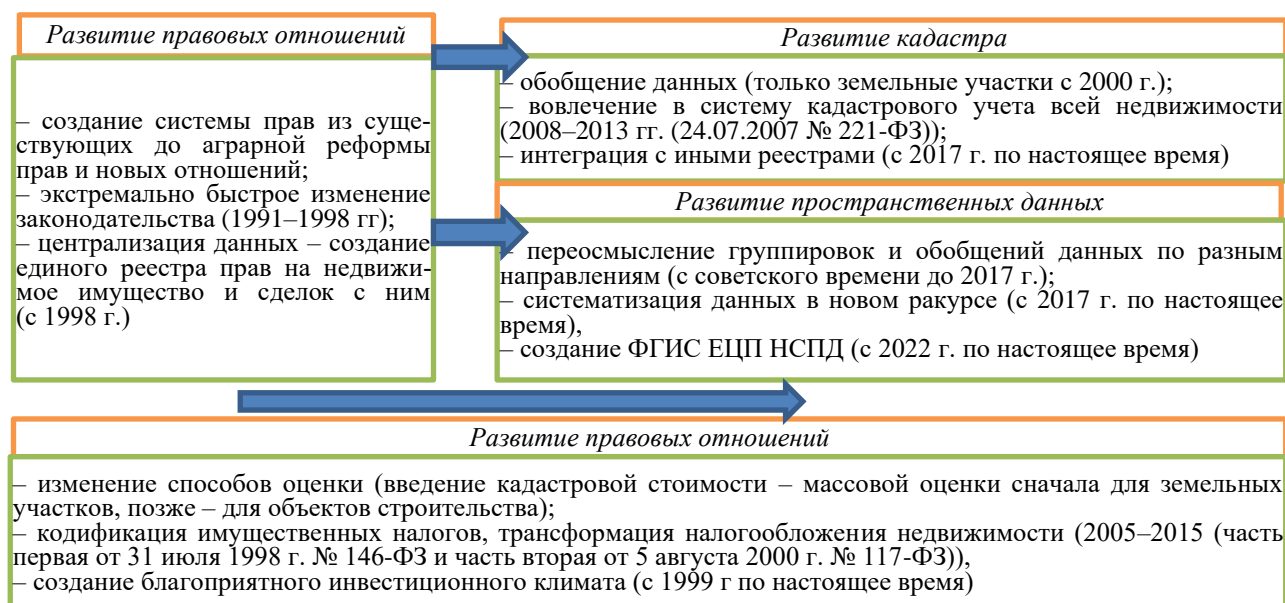 Развитие правовых отношений
– создание системы прав из суще-
ствующих до аграрной реформы
прав и новых отношений;
– экстремально быстрое изменение
законодательства (1991–1998 гг);
– централизация данных – создание
единого реестра прав на недвижи-
мое имущество и сделок с ним
(с 1998 г.)
Развитие кадастра
– обобщение данных (только земельные участки с 2000 г.);
– вовлечение в систему кадастрового учета всей недвижимости
(2008–2013 гг. (24.07.2007 № 221-ФЗ));
– интеграция с иными реестрами (с 2017 г. по настоящее время)
Развитие пространственных данных
– переосмысление группировок и обобщений данных по разным
направлениям (с советского времени до 2017 г.);
– систематизация данных в новом ракурсе (с 2017 г. по настоящее
время),
– создание ФГИС ЕЦП НСПД (с 2022 г. по настоящее время)
Развитие правовых отношений
– изменение способов оценки (введение кадастровой стоимости – массовой оценки сначала для земельных
участков, позже – для объектов строительства);
– кодификация имущественных налогов, трансформация налогообложения недвижимости (2005–2015 (часть
первая от 31 июля 1998 г. № 146-ФЗ и часть вторая от 5 августа 2000 г. № 117-ФЗ)),
– создание благоприятного инвестиционного климата (с 1999 г по настоящее время)